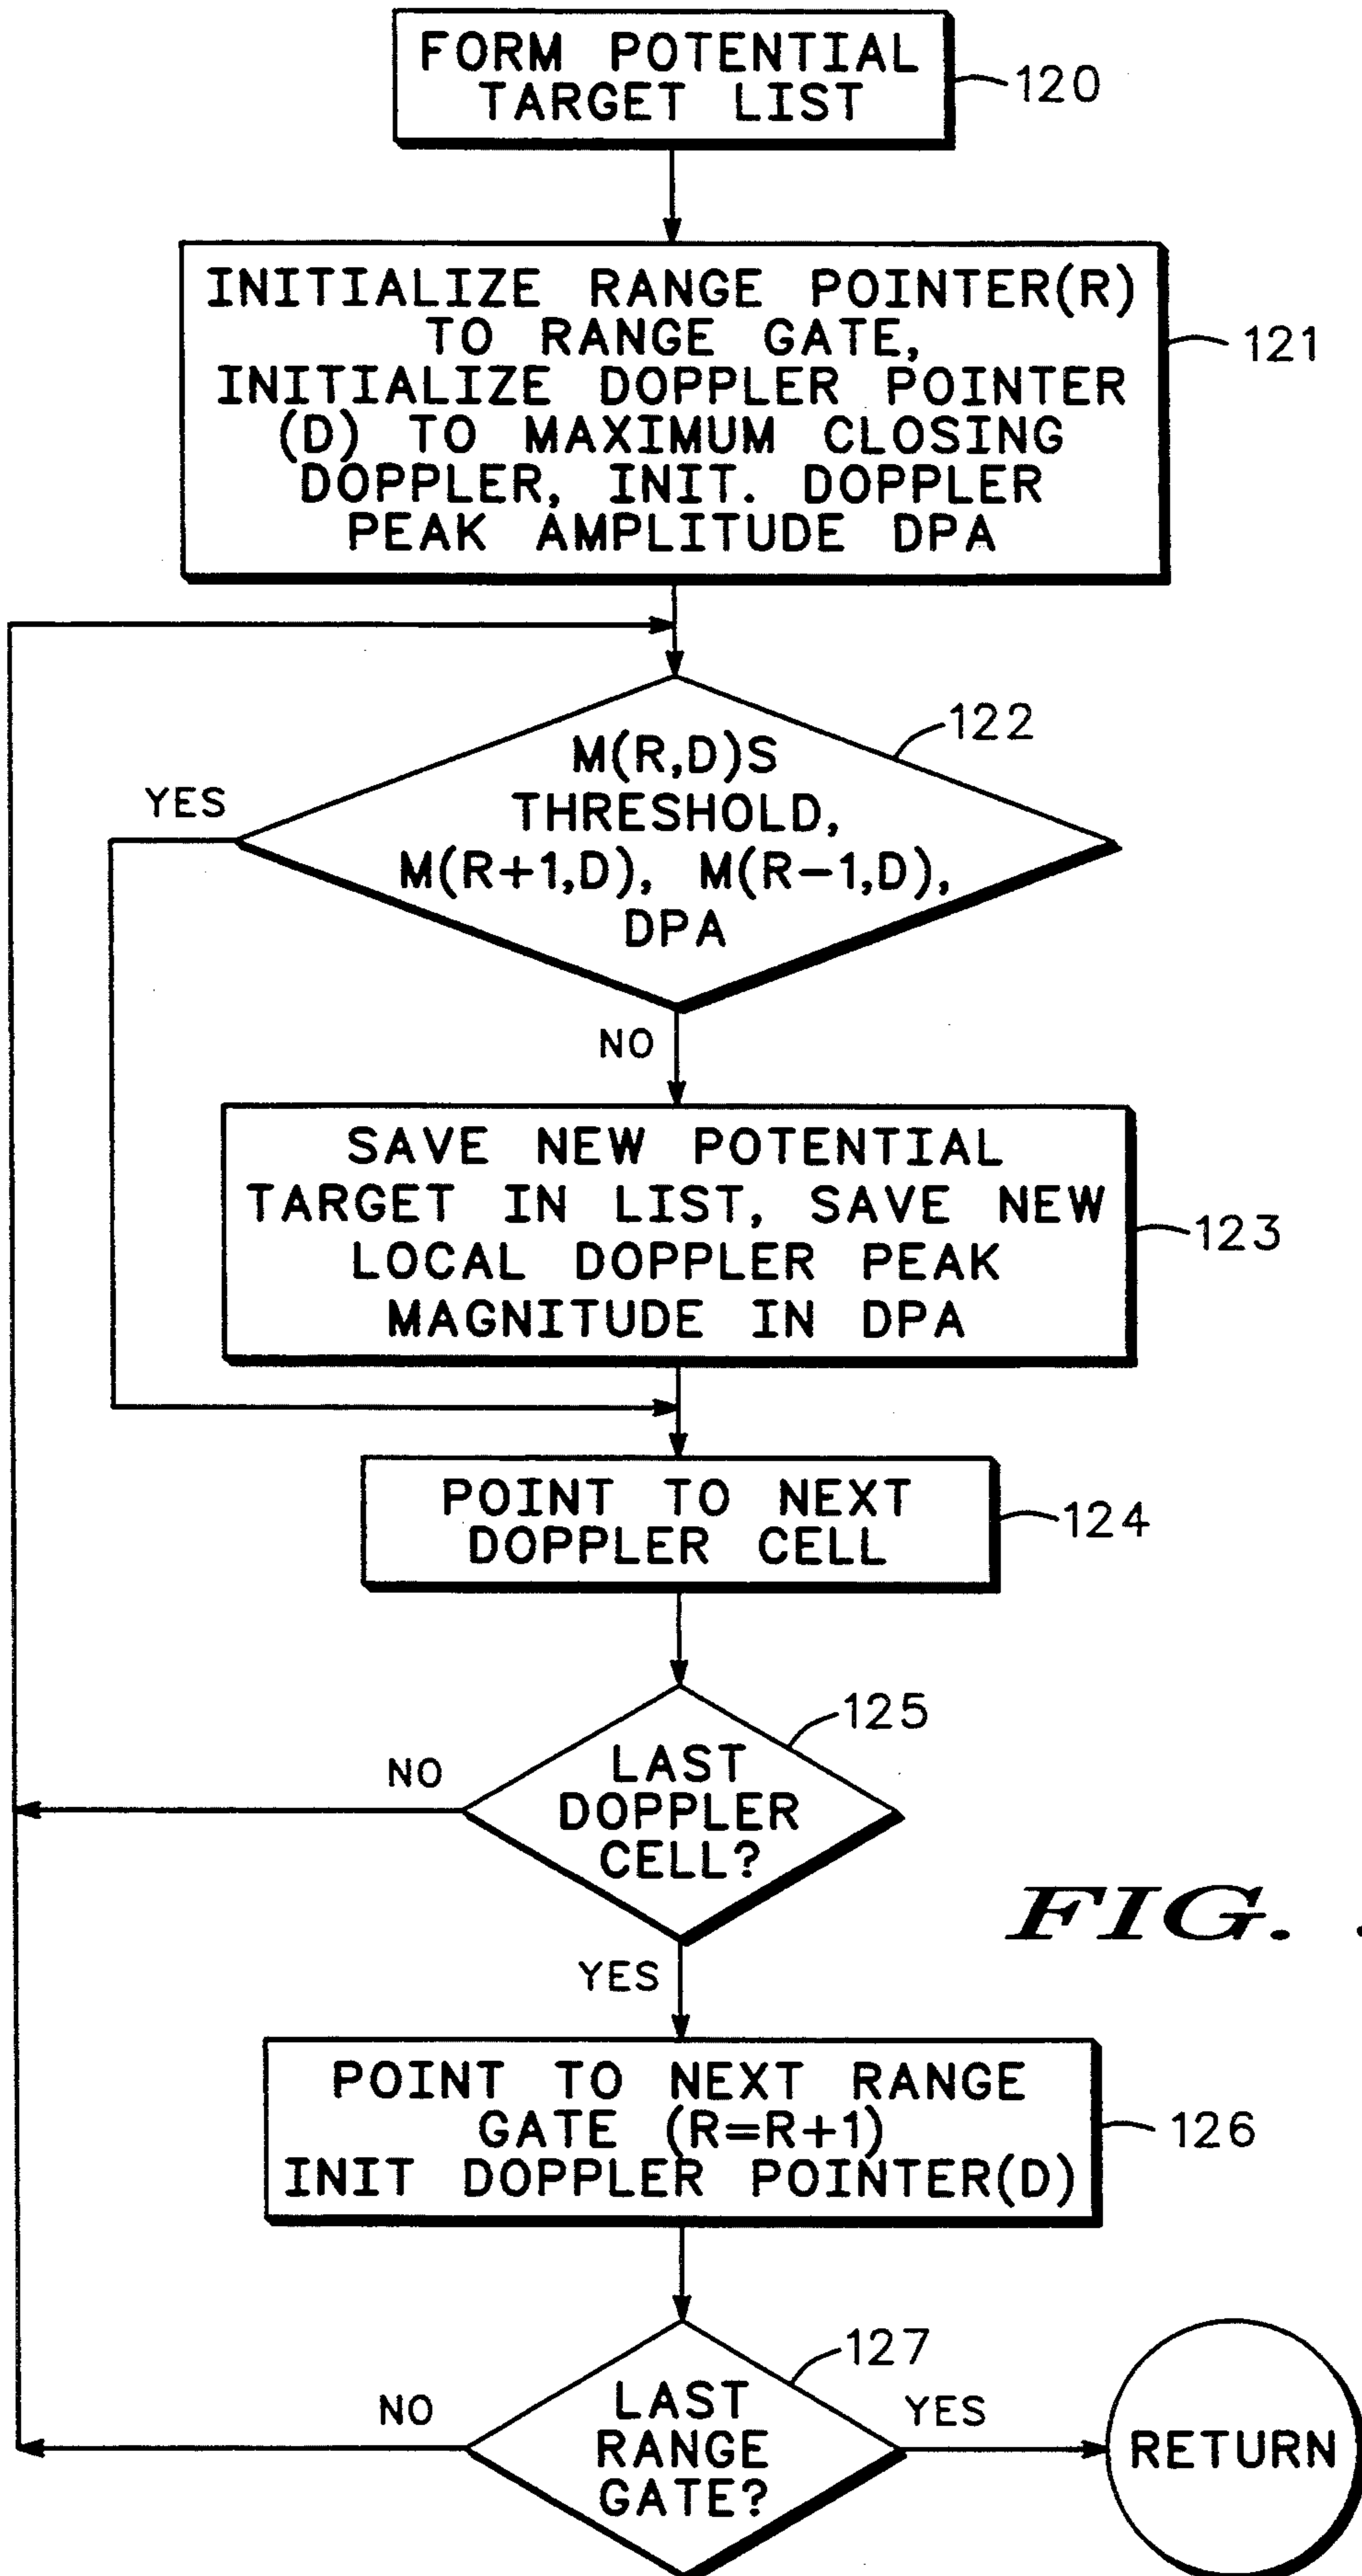 FORM POTENTIAL
TARGET LIST
120
INITIALIZE RANGE POINTER(R)
TO RANGE GATE,
INITIALIZE DOPPLER POINTER
(D) TO MAXIMUM CLOSING
DOPPLER, INIT. DOPPLER
PEAK AMPLITUDE DPA
121
122
M(R,D)S
THRESHOLD,
M(R+1,D), M(R-1,D),
DPA
YES
NO
SAVE NEW POTENTIAL
TARGET IN LIST, SAVE NEW
LOCAL DOPPLER PEAK
MAGNITUDE IN DPA
123
POINT TO NEXT
DOPPLER CELL
124
125
LAST
DOPPLER
CELL?
NO
YES
FIG.
POINT TO NEXT RANGE
GATE (R=R+1)
INIT DOPPLER POINTER(D)
126
127
LAST
RANGE
GATE?
NO
YES
RETURN